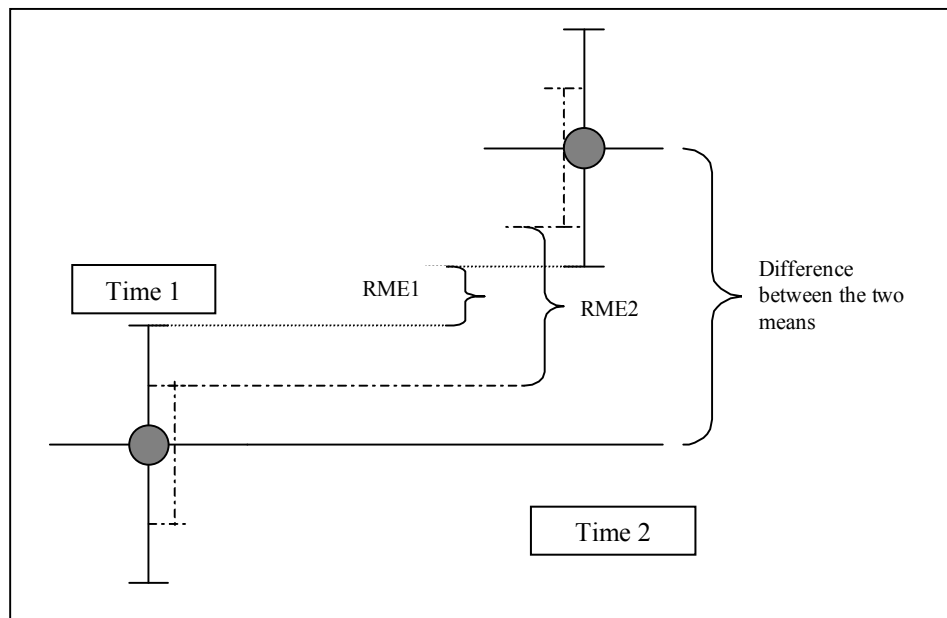 Time 1
RME1
RME2
Difference
between the two
means
Time 2